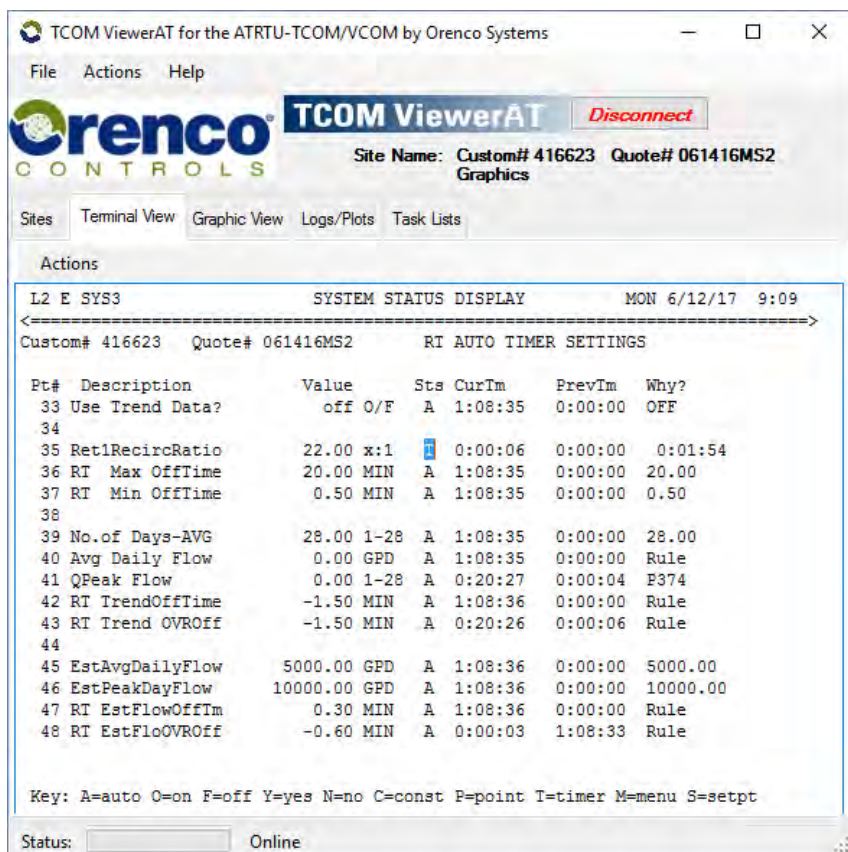 TCOM ViewerAT for the ATRTU-TCOM/VCOM by Orenco Systems
File Actions Help
Orenco® CONTROLS
TCOM ViewerAT Disconnect
Site Name: Custom# 416623 Quote# 061416MS2
Graphics
Sites Terminal View Graphic View Logs/Plots Task Lists
Actions
L2 E SYS3 SYSTEM STATUS DISPLAY MON 6/12/17 9:09
<==============================================================================>
Custom# 416623 Quote# 061416MS2 RT AUTO TIMER SETTINGS
Pt# Description Value Sts CurTm PrevTm Why?
33 Use Trend Data? off O/F A 1:08:35 0:00:00 OFF
34
35 Ret1RecircRatio 22.00 x:1 T 0:00:06 0:00:00 0:01:54
36 RT Max OffTime 20.00 MIN A 1:08:35 0:00:00 20.00
37 RT Min OffTime 0.50 MIN A 1:08:35 0:00:00 0.50
38
39 No.of Days-AVG 28.00 1-28 A 1:08:35 0:00:00 28.00
40 Avg Daily Flow 0.00 GPD A 1:08:35 0:00:00 Rule
41 QPeak Flow 0.00 1-28 A 0:20:27 0:00:04 P374
42 RT TrendOffTime -1.50 MIN A 1:08:36 0:00:00 Rule
43 RT Trend OVROff -1.50 MIN A 0:20:26 0:00:06 Rule
44
45 EstAvgDailyFlow 5000.00 GPD A 1:08:36 0:00:00 5000.00
46 EstPeakDayFlow 10000.00 GPD A 1:08:36 0:00:00 10000.00
47 RT EstFlowOffTm 0.30 MIN A 1:08:36 0:00:00 Rule
48 RT EstFloOVROff -0.60 MIN A 0:00:03 1:08:33 Rule
Key: A=auto O=on F=off Y=yes N=no C=const P=point T=timer M=menu S=setpt
Status: Online